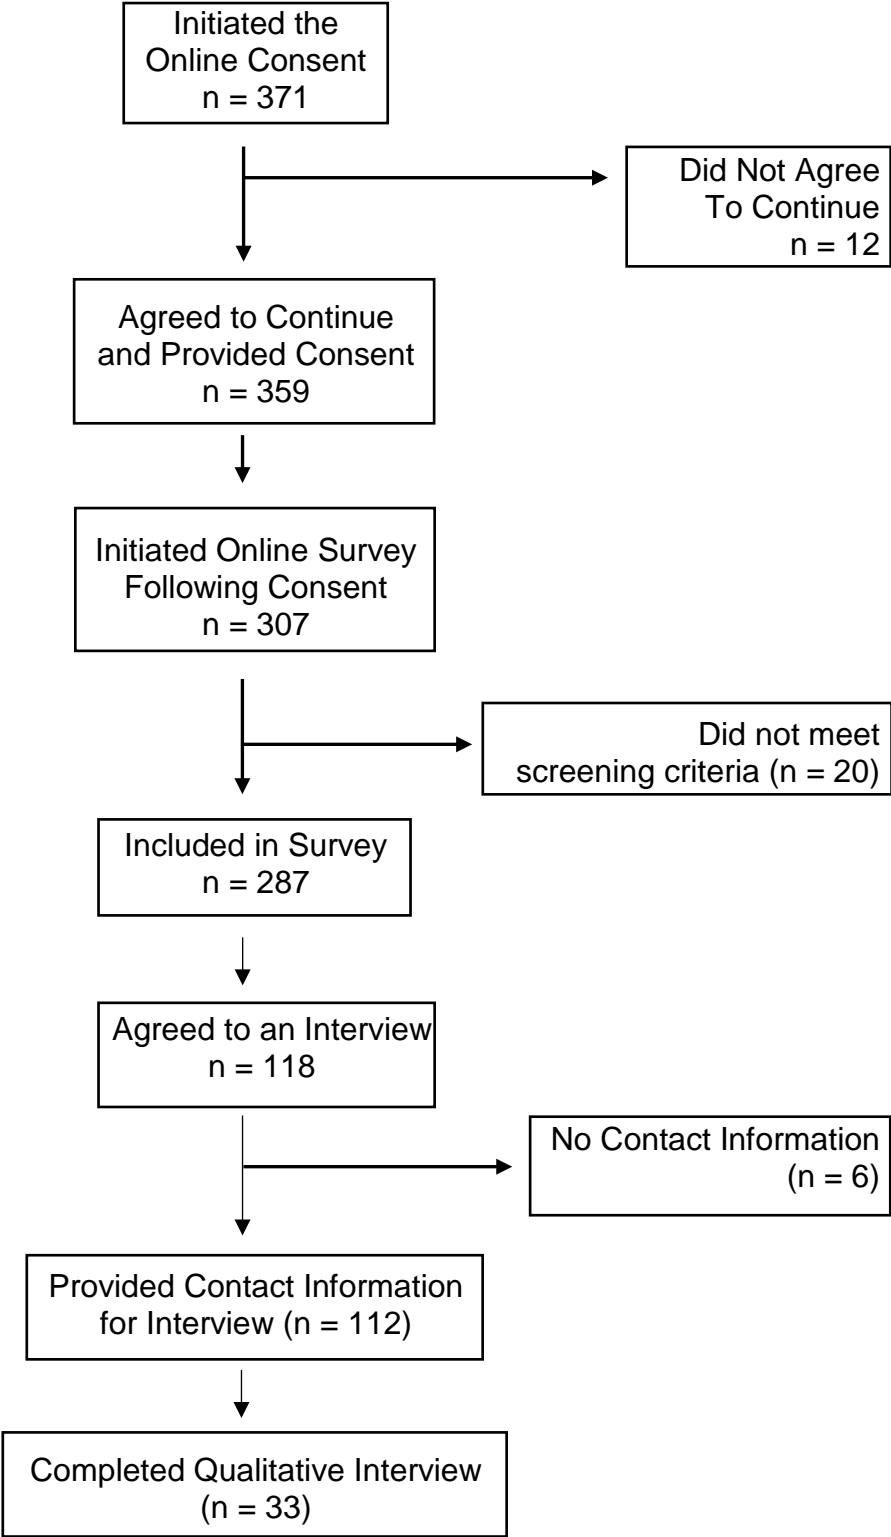 Initiated the
Online Consent
n = 371
Did Not Agree
To Continue
n = 12
Agreed to Continue
and Provided Consent
n = 359
Initiated Online Survey
Following Consent
n = 307
Did not meet
screening criteria (n = 20)
Included in Survey
n = 287
Agreed to an Interview
n = 118
No Contact Information
(n = 6)
Provided Contact Information
for Interview (n = 112)
Completed Qualitative Interview
(n = 33)